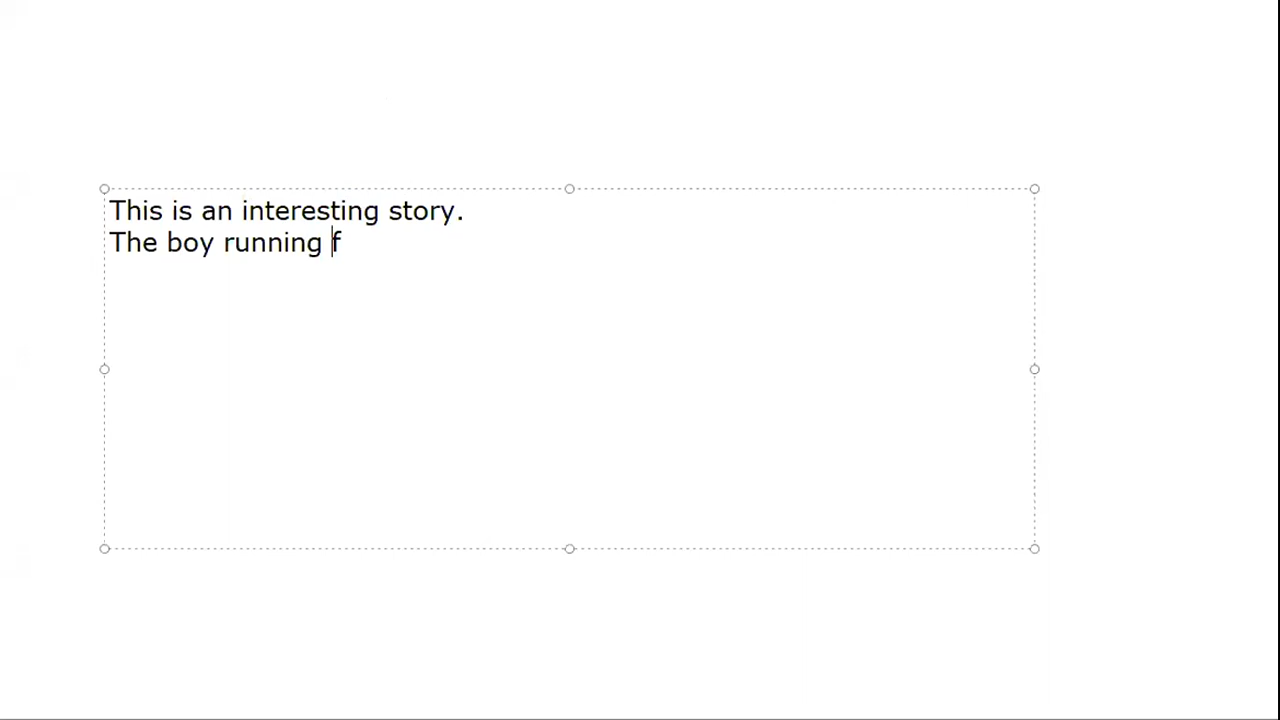 This is an interesting story.
The boy running f